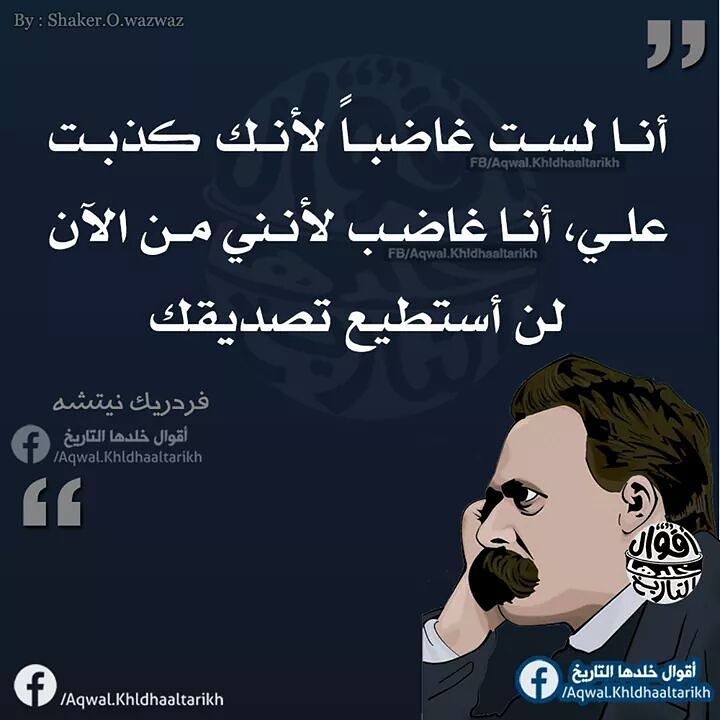 By : Shaker.O.wazwaz
أنا لست غاضباً لأنك كذبت
FB/Aqwal.Khldhaaltarikh
علي، أنا غاضب لأنني من الآن
FB/Aqwal.Khldhaaltarikh
لن أستطيع تصديقك
فردريك نيتشه
أقوال خلدها التاريخ
/Aqwal.Khldhaaltarikh
أقوال خلدها التاريخ
/Aqwal.Khldhaaltarikh
أقوال خلدها التاريخ
/Aqwal.Khldhaaltarikh